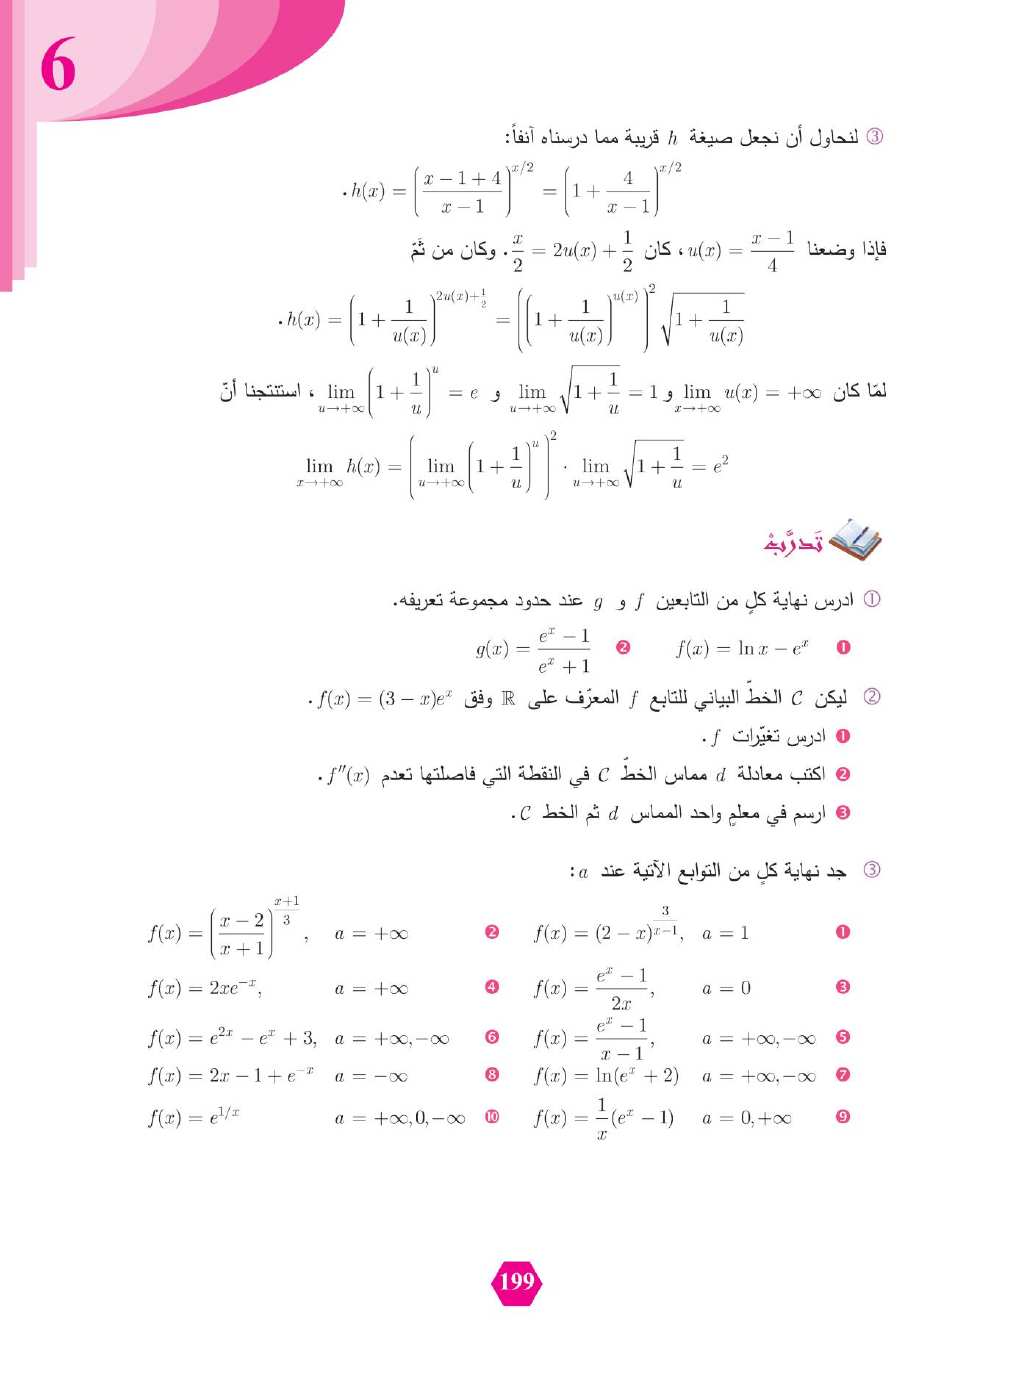 6
③ لنحاول أن نجعل صيغة h قريبة مما درسناه آنفاً:
h(x) = ((x − 1 + 4)/(x − 1))^{x/2} = (1 + 4/(x − 1))^{x/2} .
فإذا وضعنا u(x) = (x − 1)/4 ، كان x/2 = 2u(x) + 1/2 . وكان من ثَمّ
h(x) = (1 + 1/u(x))^{2u(x)+1/2} = ((1 + 1/u(x))^{u(x)})^2 √(1 + 1/u(x)) .
لمّا كان lim_{x→+∞} u(x) = +∞ و lim_{u→+∞} √(1 + 1/u) = 1 و lim_{u→+∞} (1 + 1/u)^u = e ، استنتجنا أنّ
lim_{x→+∞} h(x) = (lim_{u→+∞} (1 + 1/u)^u)^2 · lim_{u→+∞} √(1 + 1/u) = e^2
تَدرَّبْ
① ادرس نهاية كلٍ من التابعين f و g عند حدود مجموعة تعريفه.
❶ f(x) = ln x − e^x ❷ g(x) = (e^x − 1)/(e^x + 1)
② ليكن C الخطّ البياني للتابع f المعرّف على ℝ وفق f(x) = (3 − x)e^x .
❶ ادرس تغيّرات f .
❷ اكتب معادلة d مماس الخطّ C في النقطة التي فاصلتها تعدم f″(x) .
❸ ارسم في معلمٍ واحد المماس d ثم الخط C .
③ جد نهاية كلٍ من التوابع الآتية عند a :
❶ f(x) = (2 − x)^{3/(x−1)}, a = 1 ❷ f(x) = ((x − 2)/(x + 1))^{(x+1)/3}, a = +∞
❸ f(x) = (e^x − 1)/(2x), a = 0 ❹ f(x) = 2xe^{−x}, a = +∞
❺ f(x) = (e^x − 1)/(x − 1), a = +∞,−∞ ❻ f(x) = e^{2x} − e^x + 3, a = +∞,−∞
❼ f(x) = ln(e^x + 2) a = +∞,−∞ ❽ f(x) = 2x − 1 + e^{−x} a = −∞
❾ f(x) = 1/x (e^x − 1) a = 0,+∞ ❿ f(x) = e^{1/x} a = +∞,0,−∞
199